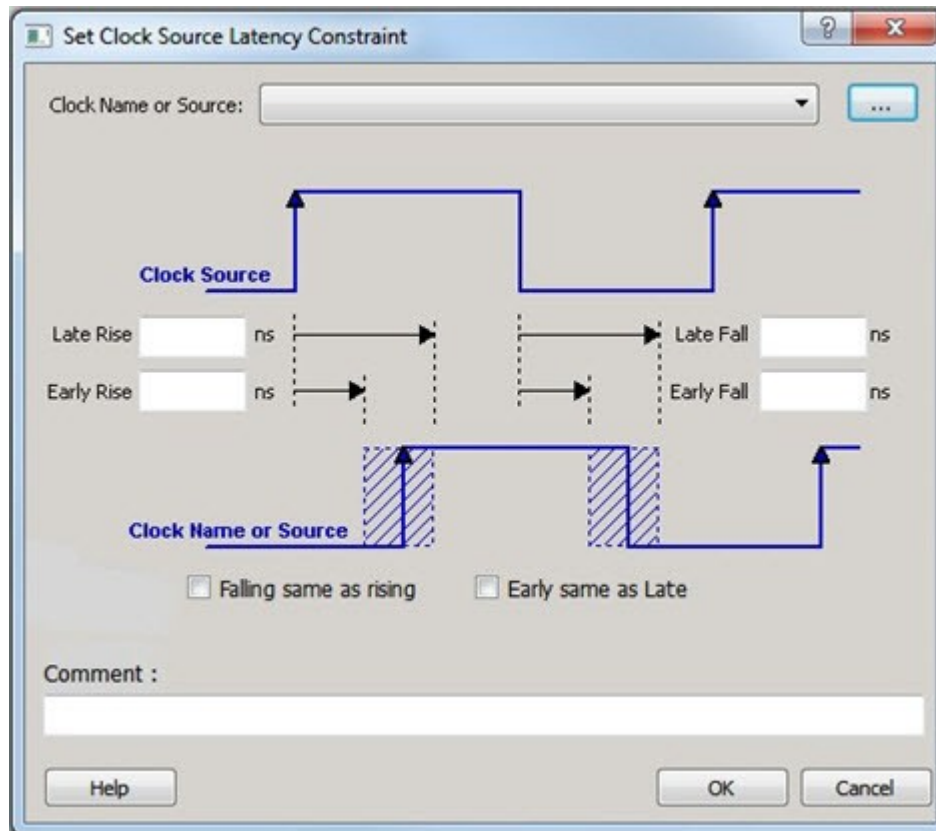 Set Clock Source Latency Constraint
?
Clock Name or Source:
...
Clock Source
Late Rise ns Late Fall ns
Early Rise ns Early Fall ns
Clock Name or Source
Falling same as rising Early same as Late
Comment :
Help OK Cancel